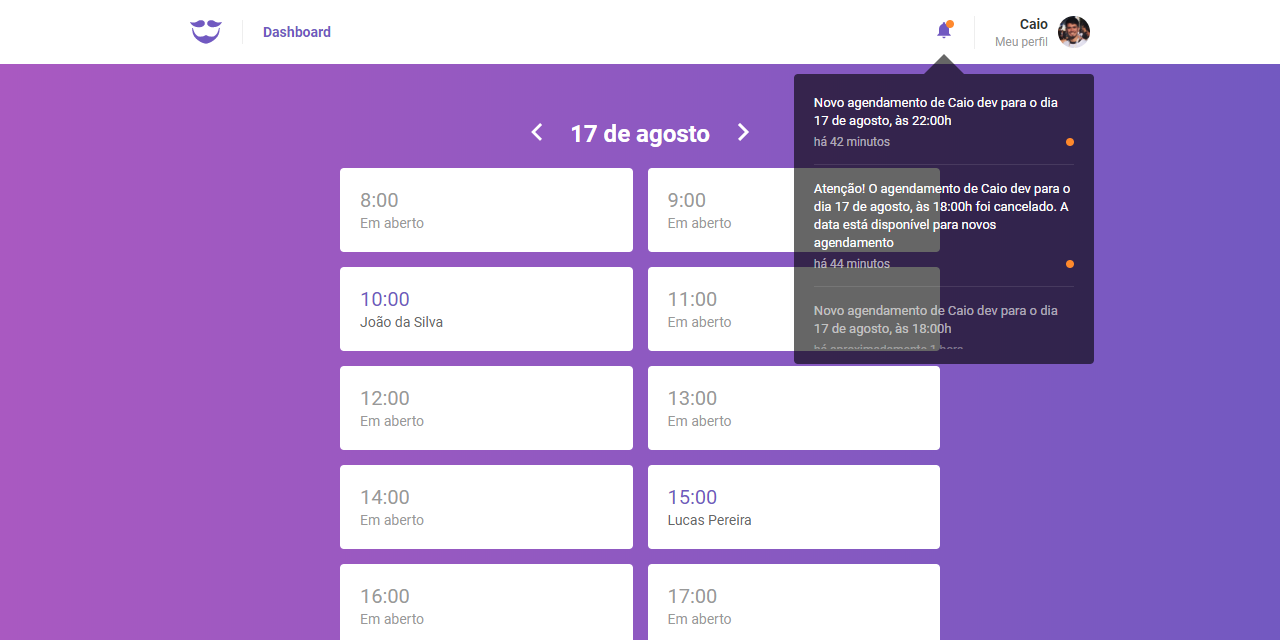 Dashboard
Caio
Meu perfil
17 de agosto
Novo agendamento de Caio dev para o dia
17 de agosto, às 22:00h
há 42 minutos
Atenção! O agendamento de Caio dev para o
dia 17 de agosto, às 18:00h foi cancelado. A
data está disponível para novos
agendamento
há 44 minutos
Novo agendamento de Caio dev para o dia
17 de agosto, às 18:00h
há aproximadamente 1 hora
8:00
Em aberto
9:00
Em aberto
10:00
João da Silva
11:00
Em aberto
12:00
Em aberto
13:00
Em aberto
14:00
Em aberto
15:00
Lucas Pereira
16:00
Em aberto
17:00
Em aberto